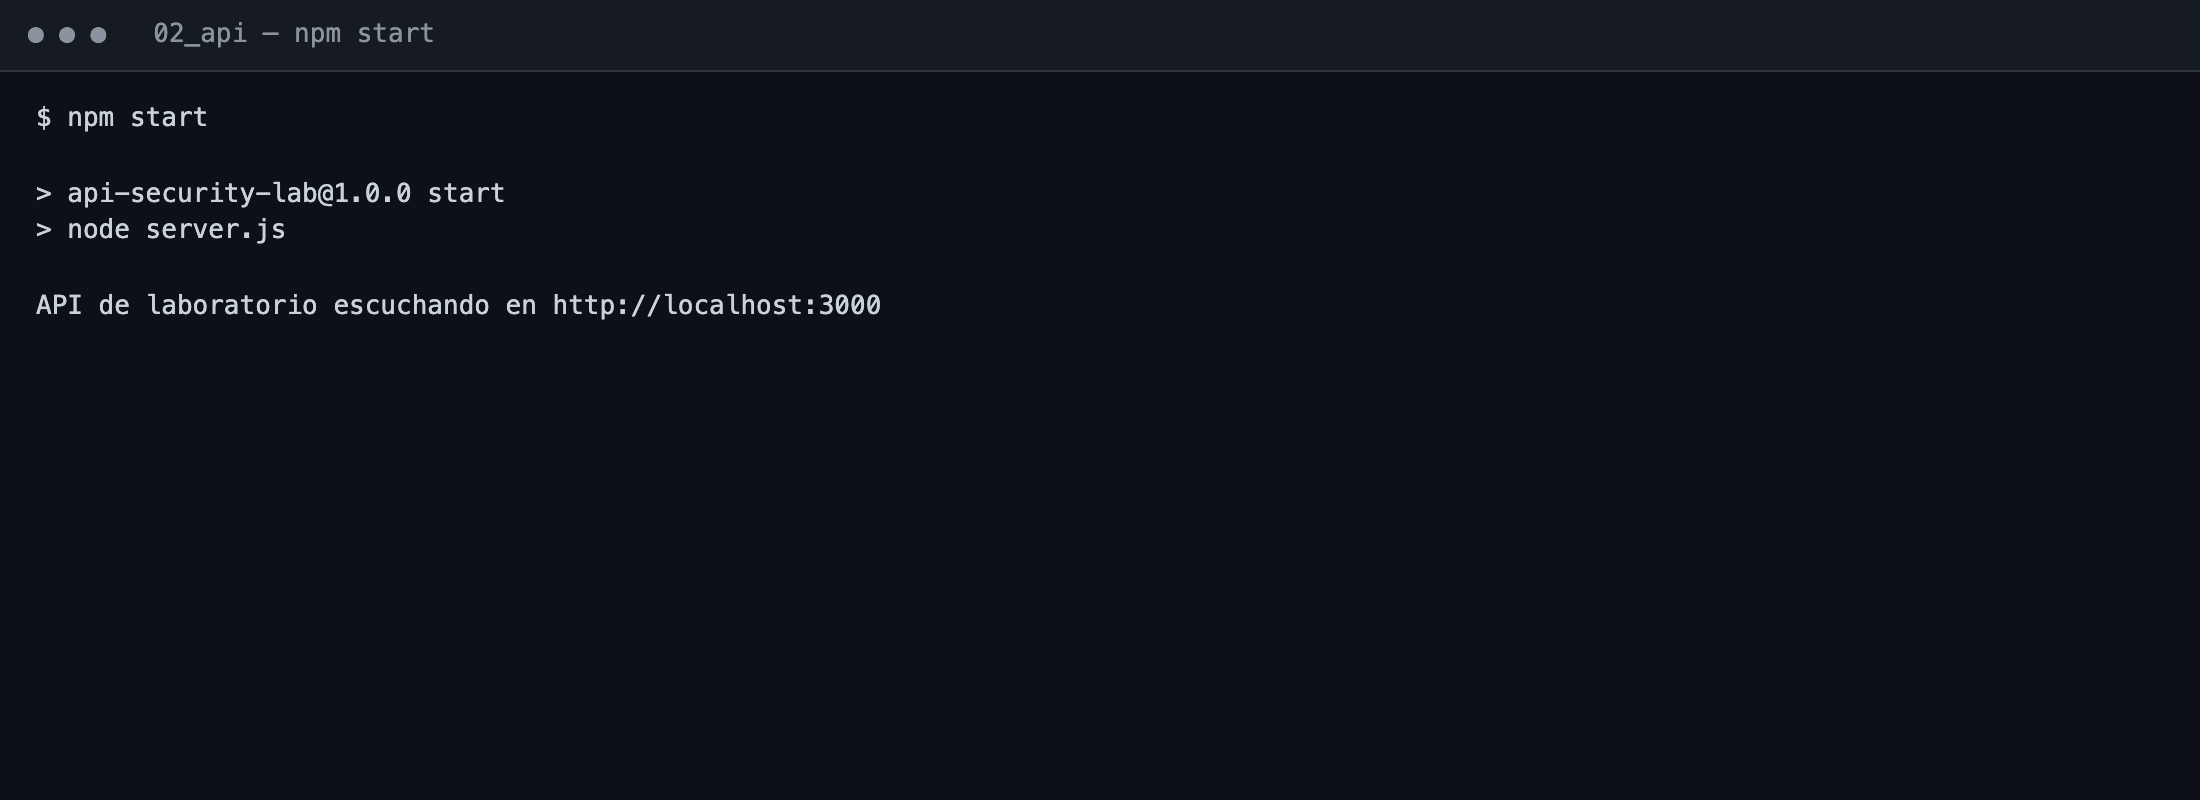 02_api — npm start
$ npm start
> api-security-lab@1.0.0 start
> node server.js
API de laboratorio escuchando en http://localhost:3000